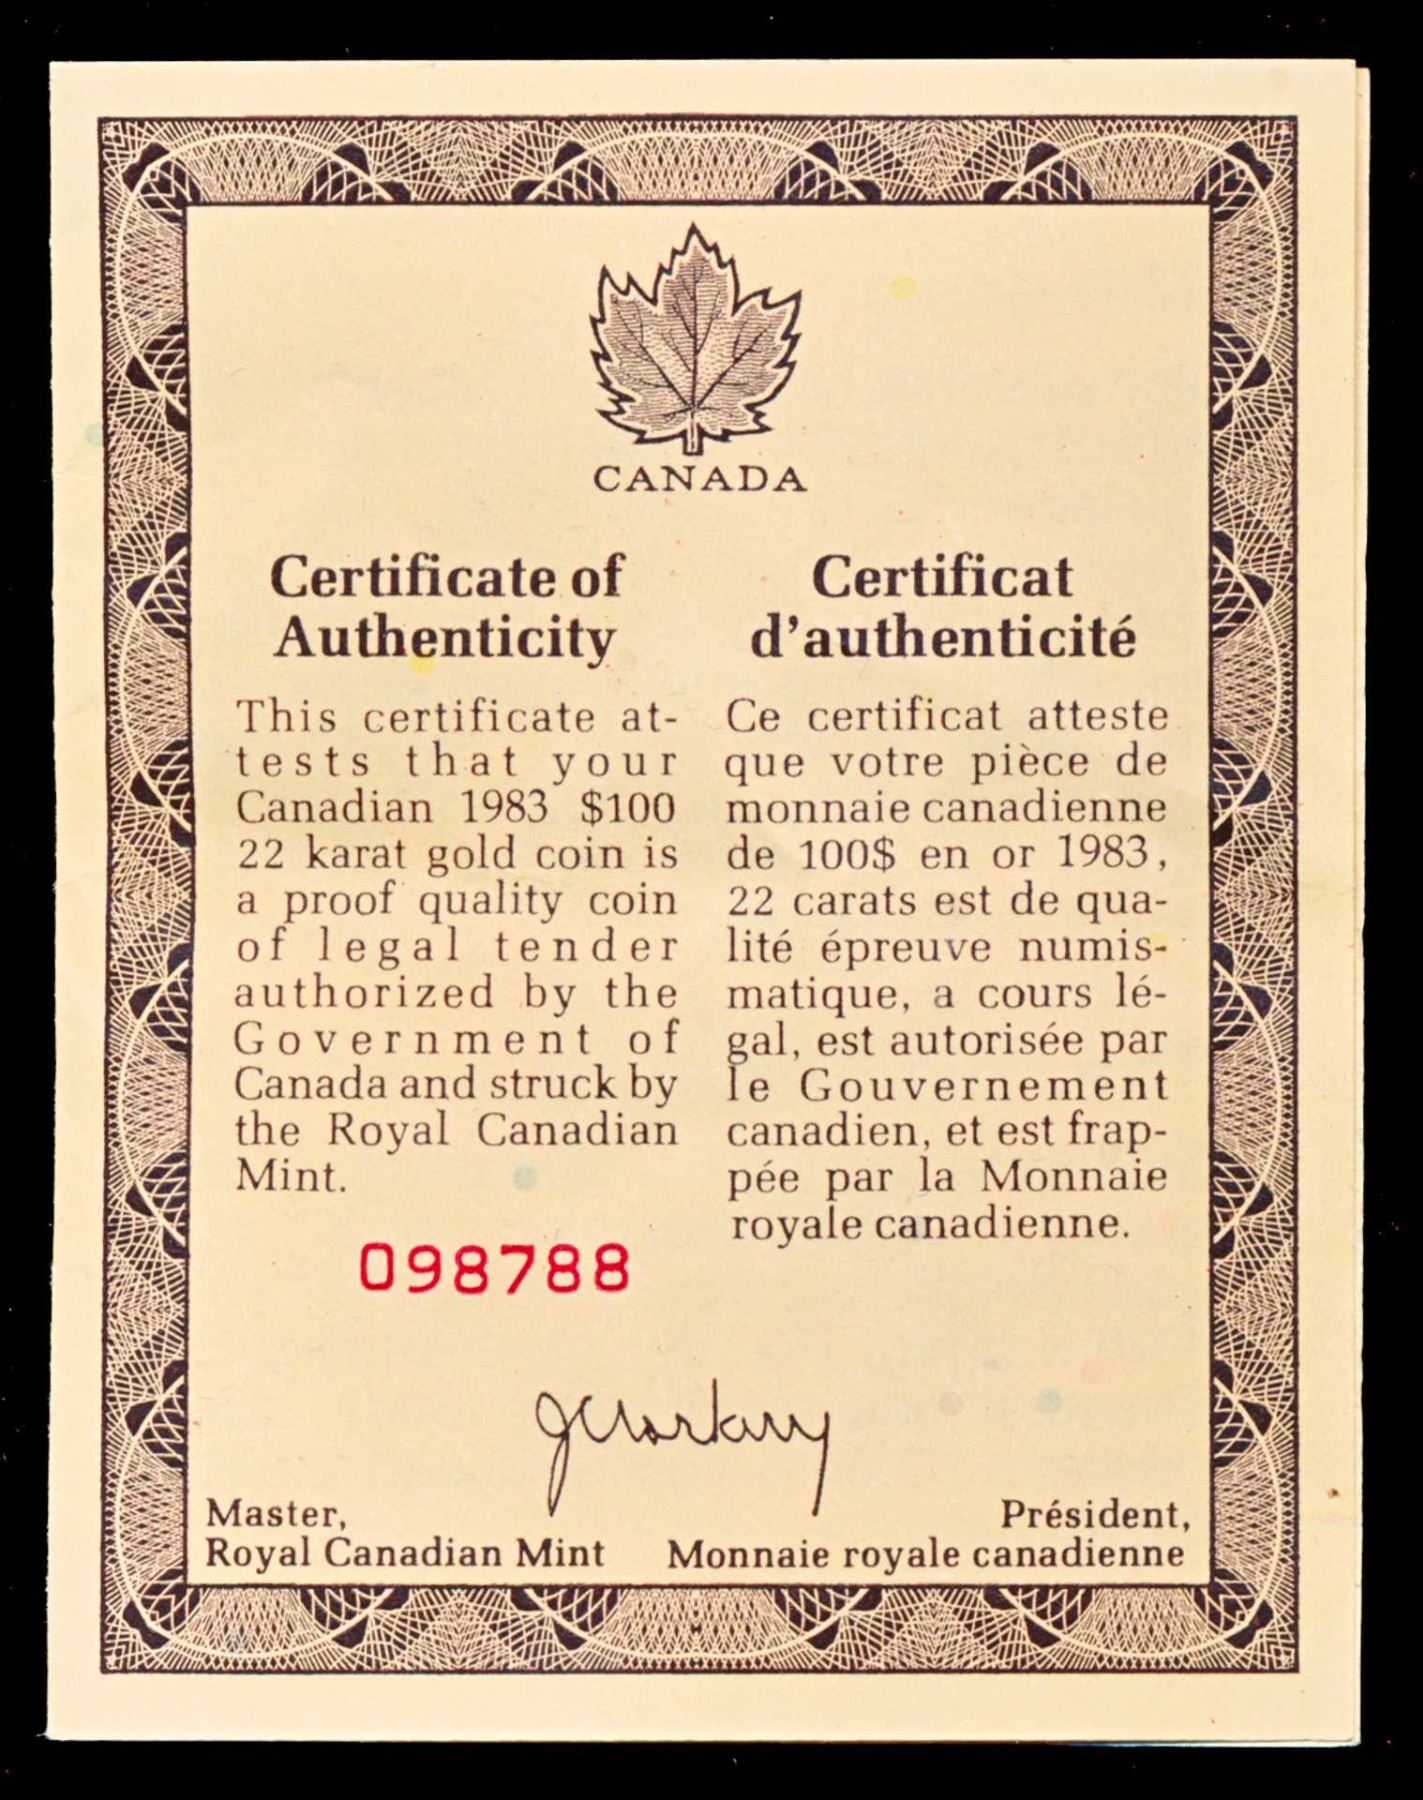 CANADA
Certificate of
Authenticity
This certificate at-
tests that your
Canadian 1983 $100
22 karat gold coin is
a proof quality coin
of legal tender
authorized by the
Government of
Canada and struck by
the Royal Canadian
Mint.
098788
Certificat
d'authenticité
Ce certificat atteste
que votre pièce de
monnaie canadienne
de 100$ en or 1983,
22 carats est de qua-
lité épreuve numis-
matique, a cours lé-
gal, est autorisée par
le Gouvernement
canadien, et est frap-
pée par la Monnaie
royale canadienne.
Master,
Royal Canadian Mint
Président,
Monnaie royale canadienne